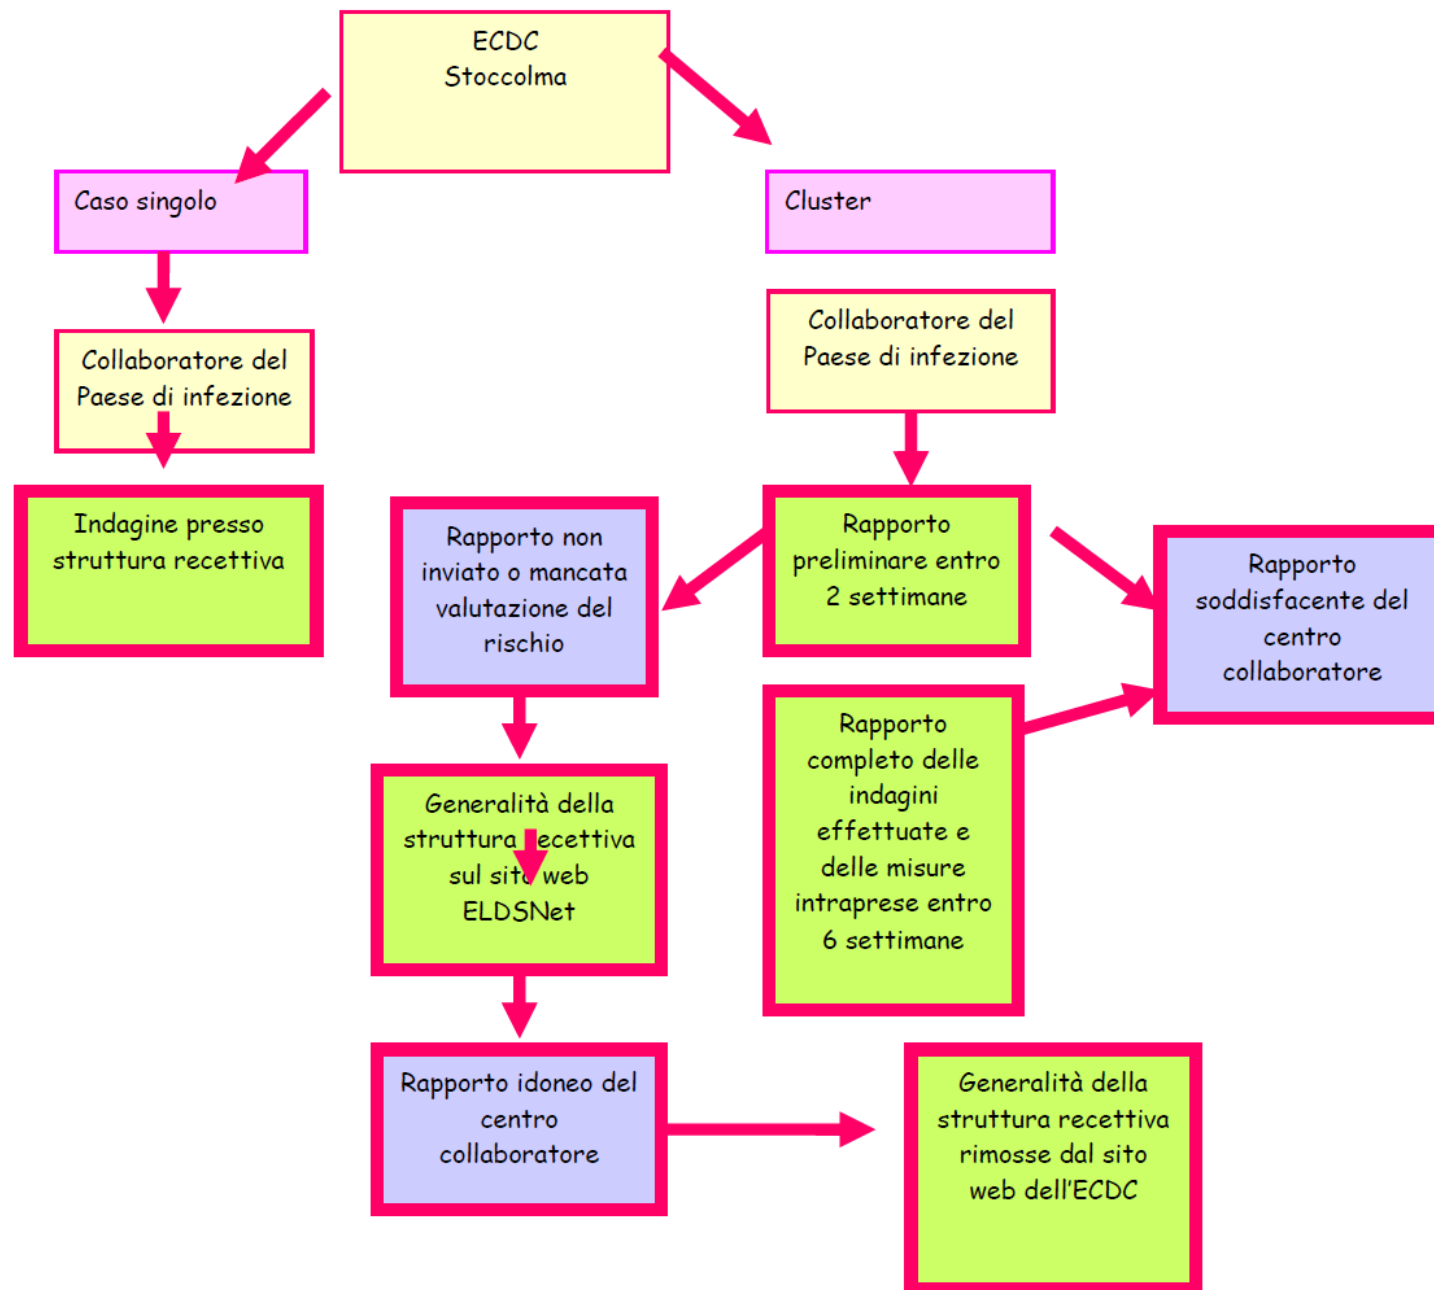 ECDC
Stoccolma
Caso singolo
Cluster
Collaboratore del
Paese di infezione
Collaboratore del
Paese di infezione
Indagine presso
struttura recettiva
Rapporto non
inviato o mancata
valutazione del
rischio
Rapporto
preliminare entro
2 settimane
Rapporto
soddisfacente del
centro
collaboratore
Rapporto
completo delle
indagini
effettuate e
delle misure
intraprese entro
6 settimane
Generalità della
struttura recettiva
sul sito web
ELDSNet
Rapporto idoneo del
centro
collaboratore
Generalità della
struttura recettiva
rimosse dal sito
web dell'ECDC